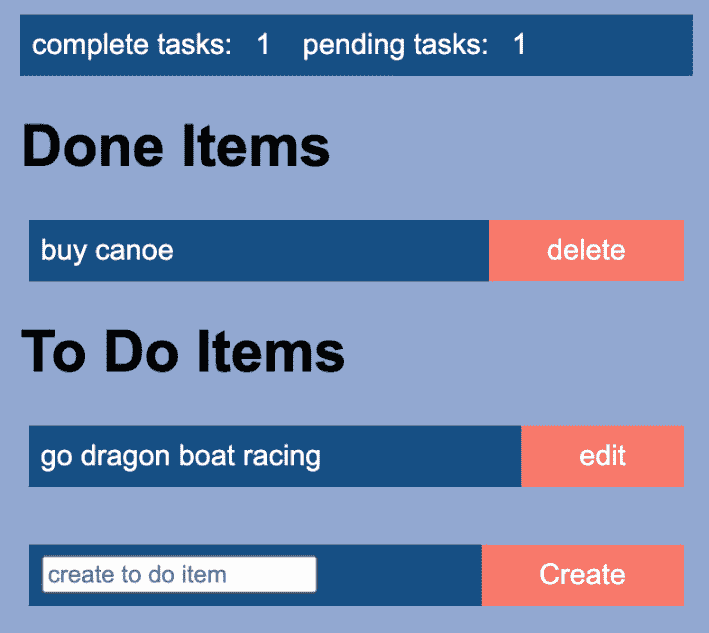 complete tasks: 1 pending tasks: 1
Done Items
buy canoe delete
To Do Items
go dragon boat racing edit
create to do item Create